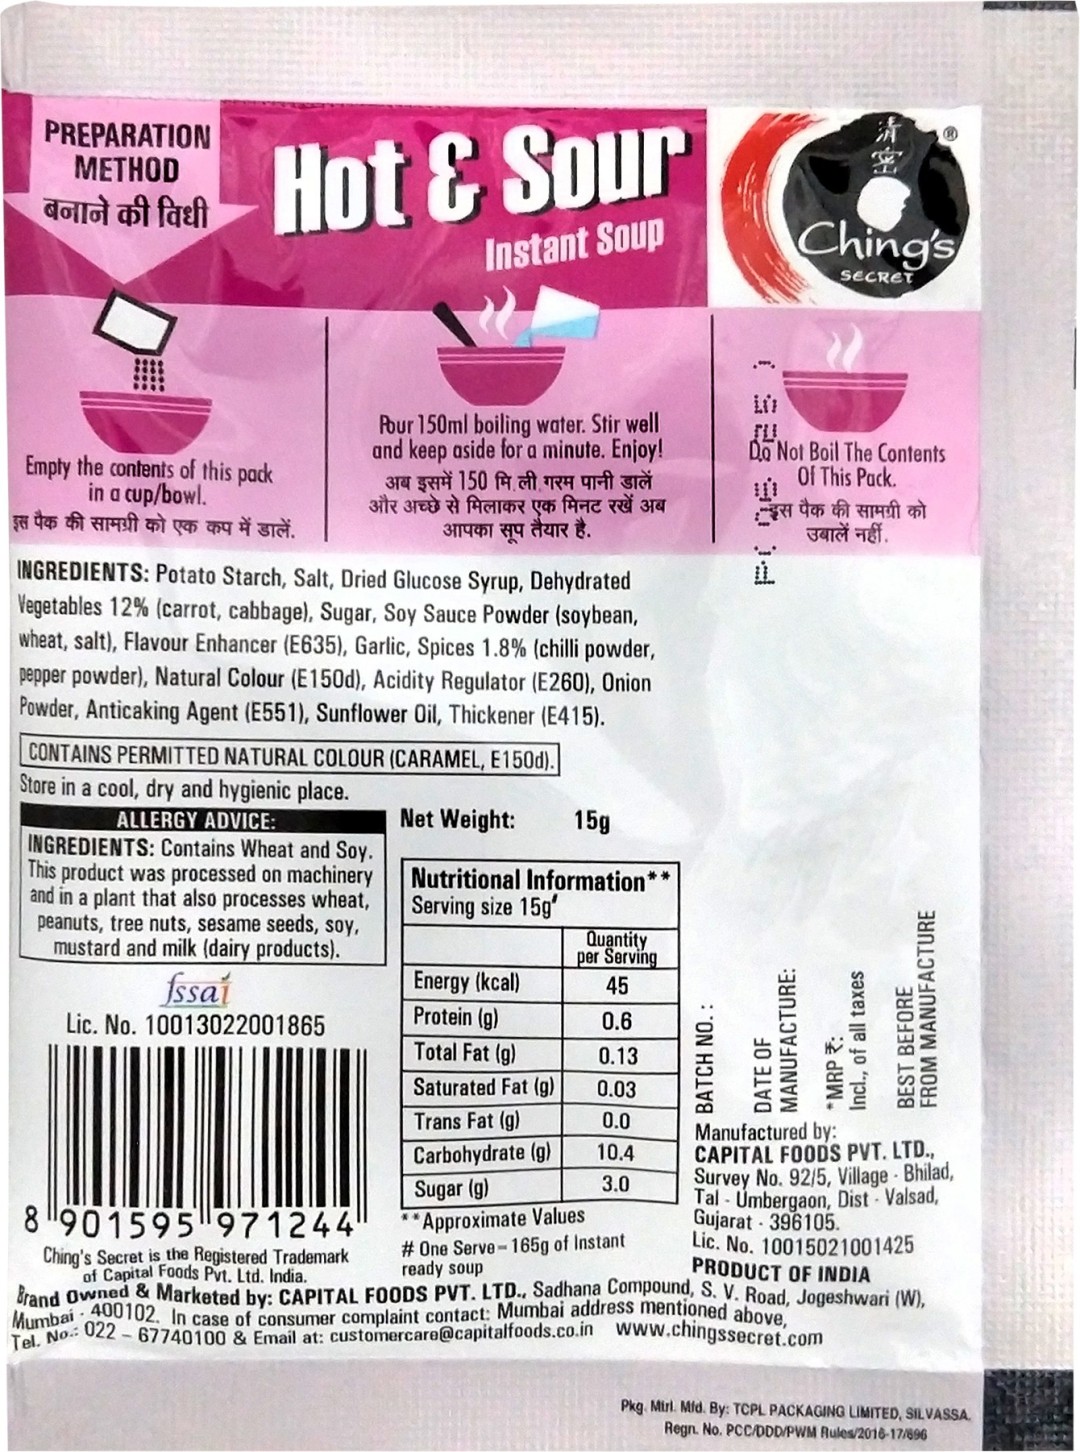 PREPARATION
METHOD
बनाने की विधी
Hot & Sour
Instant Soup
清
®
Ching's
SECRET
Empty the contents of this pack
in a cup/bowl.
इस पैक की सामग्री को एक कप में डालें.
Pour 150ml boiling water. Stir well
and keep aside for a minute. Enjoy!
अब इसमें 150 मि.ली.गरम पानी डालें
और अच्छे से मिलाकर एक मिनट रखें अब
आपका सूप तैयार है.
Do Not Boil The Contents
Of This Pack.
इस पैक की सामग्री को
उबालें नहीं.
INGREDIENTS: Potato Starch, Salt, Dried Glucose Syrup, Dehydrated
Vegetables 12% (carrot, cabbage), Sugar, Soy Sauce Powder (soybean,
wheat, salt), Flavour Enhancer (E635), Garlic, Spices 1.8% (chilli powder,
pepper powder), Natural Colour (E150d), Acidity Regulator (E260), Onion
Powder, Anticaking Agent (E551), Sunflower Oil, Thickener (E415).
CONTAINS PERMITTED NATURAL COLOUR (CARAMEL, E150d).
Store in a cool, dry and hygienic place.
ALLERGY ADVICE:
INGREDIENTS: Contains Wheat and Soy.
This product was processed on machinery
and in a plant that also processes wheat,
peanuts, tree nuts, sesame seeds, soy,
mustard and milk (dairy products).
fssai
Lic. No. 10013022001865
8 901595 971244
Ching's Secret is the Registered Trademark
of Capital Foods Pvt. Ltd. India.
Net Weight: 15g
Nutritional Information**
Serving size 15g#
Quantity
per Serving
Energy (kcal) 45
Protein (g) 0.6
Total Fat (g) 0.13
Saturated Fat (g) 0.03
Trans Fat (g) 0.0
Carbohydrate (g) 10.4
Sugar (g) 3.0
**Approximate Values
# One Serve - 165g of Instant
ready soup
BATCH NO. :
DATE OF
MANUFACTURE:
*MRP ₹:
Incl., of all taxes
BEST BEFORE
FROM MANUFACTURE
Manufactured by:
CAPITAL FOODS PVT. LTD.,
Survey No. 92/5, Village - Bhilad,
Tal - Umbergaon, Dist - Valsad,
Gujarat - 396105.
Lic. No. 10015021001425
PRODUCT OF INDIA
Brand Owned & Marketed by: CAPITAL FOODS PVT. LTD., Sadhana Compound, S. V. Road, Jogeshwari (W),
Mumbai - 400102. In case of consumer complaint contact: Mumbai address mentioned above,
Tel. No.: 022 - 67740100 & Email at: customercare@capitalfoods.co.in www.chingssecret.com
Pkg. Mtrl. Mfd. By: TCPL PACKAGING LIMITED, SILVASSA.
Regn. No. PCC/DDD/PWM Rules/2016-17/696